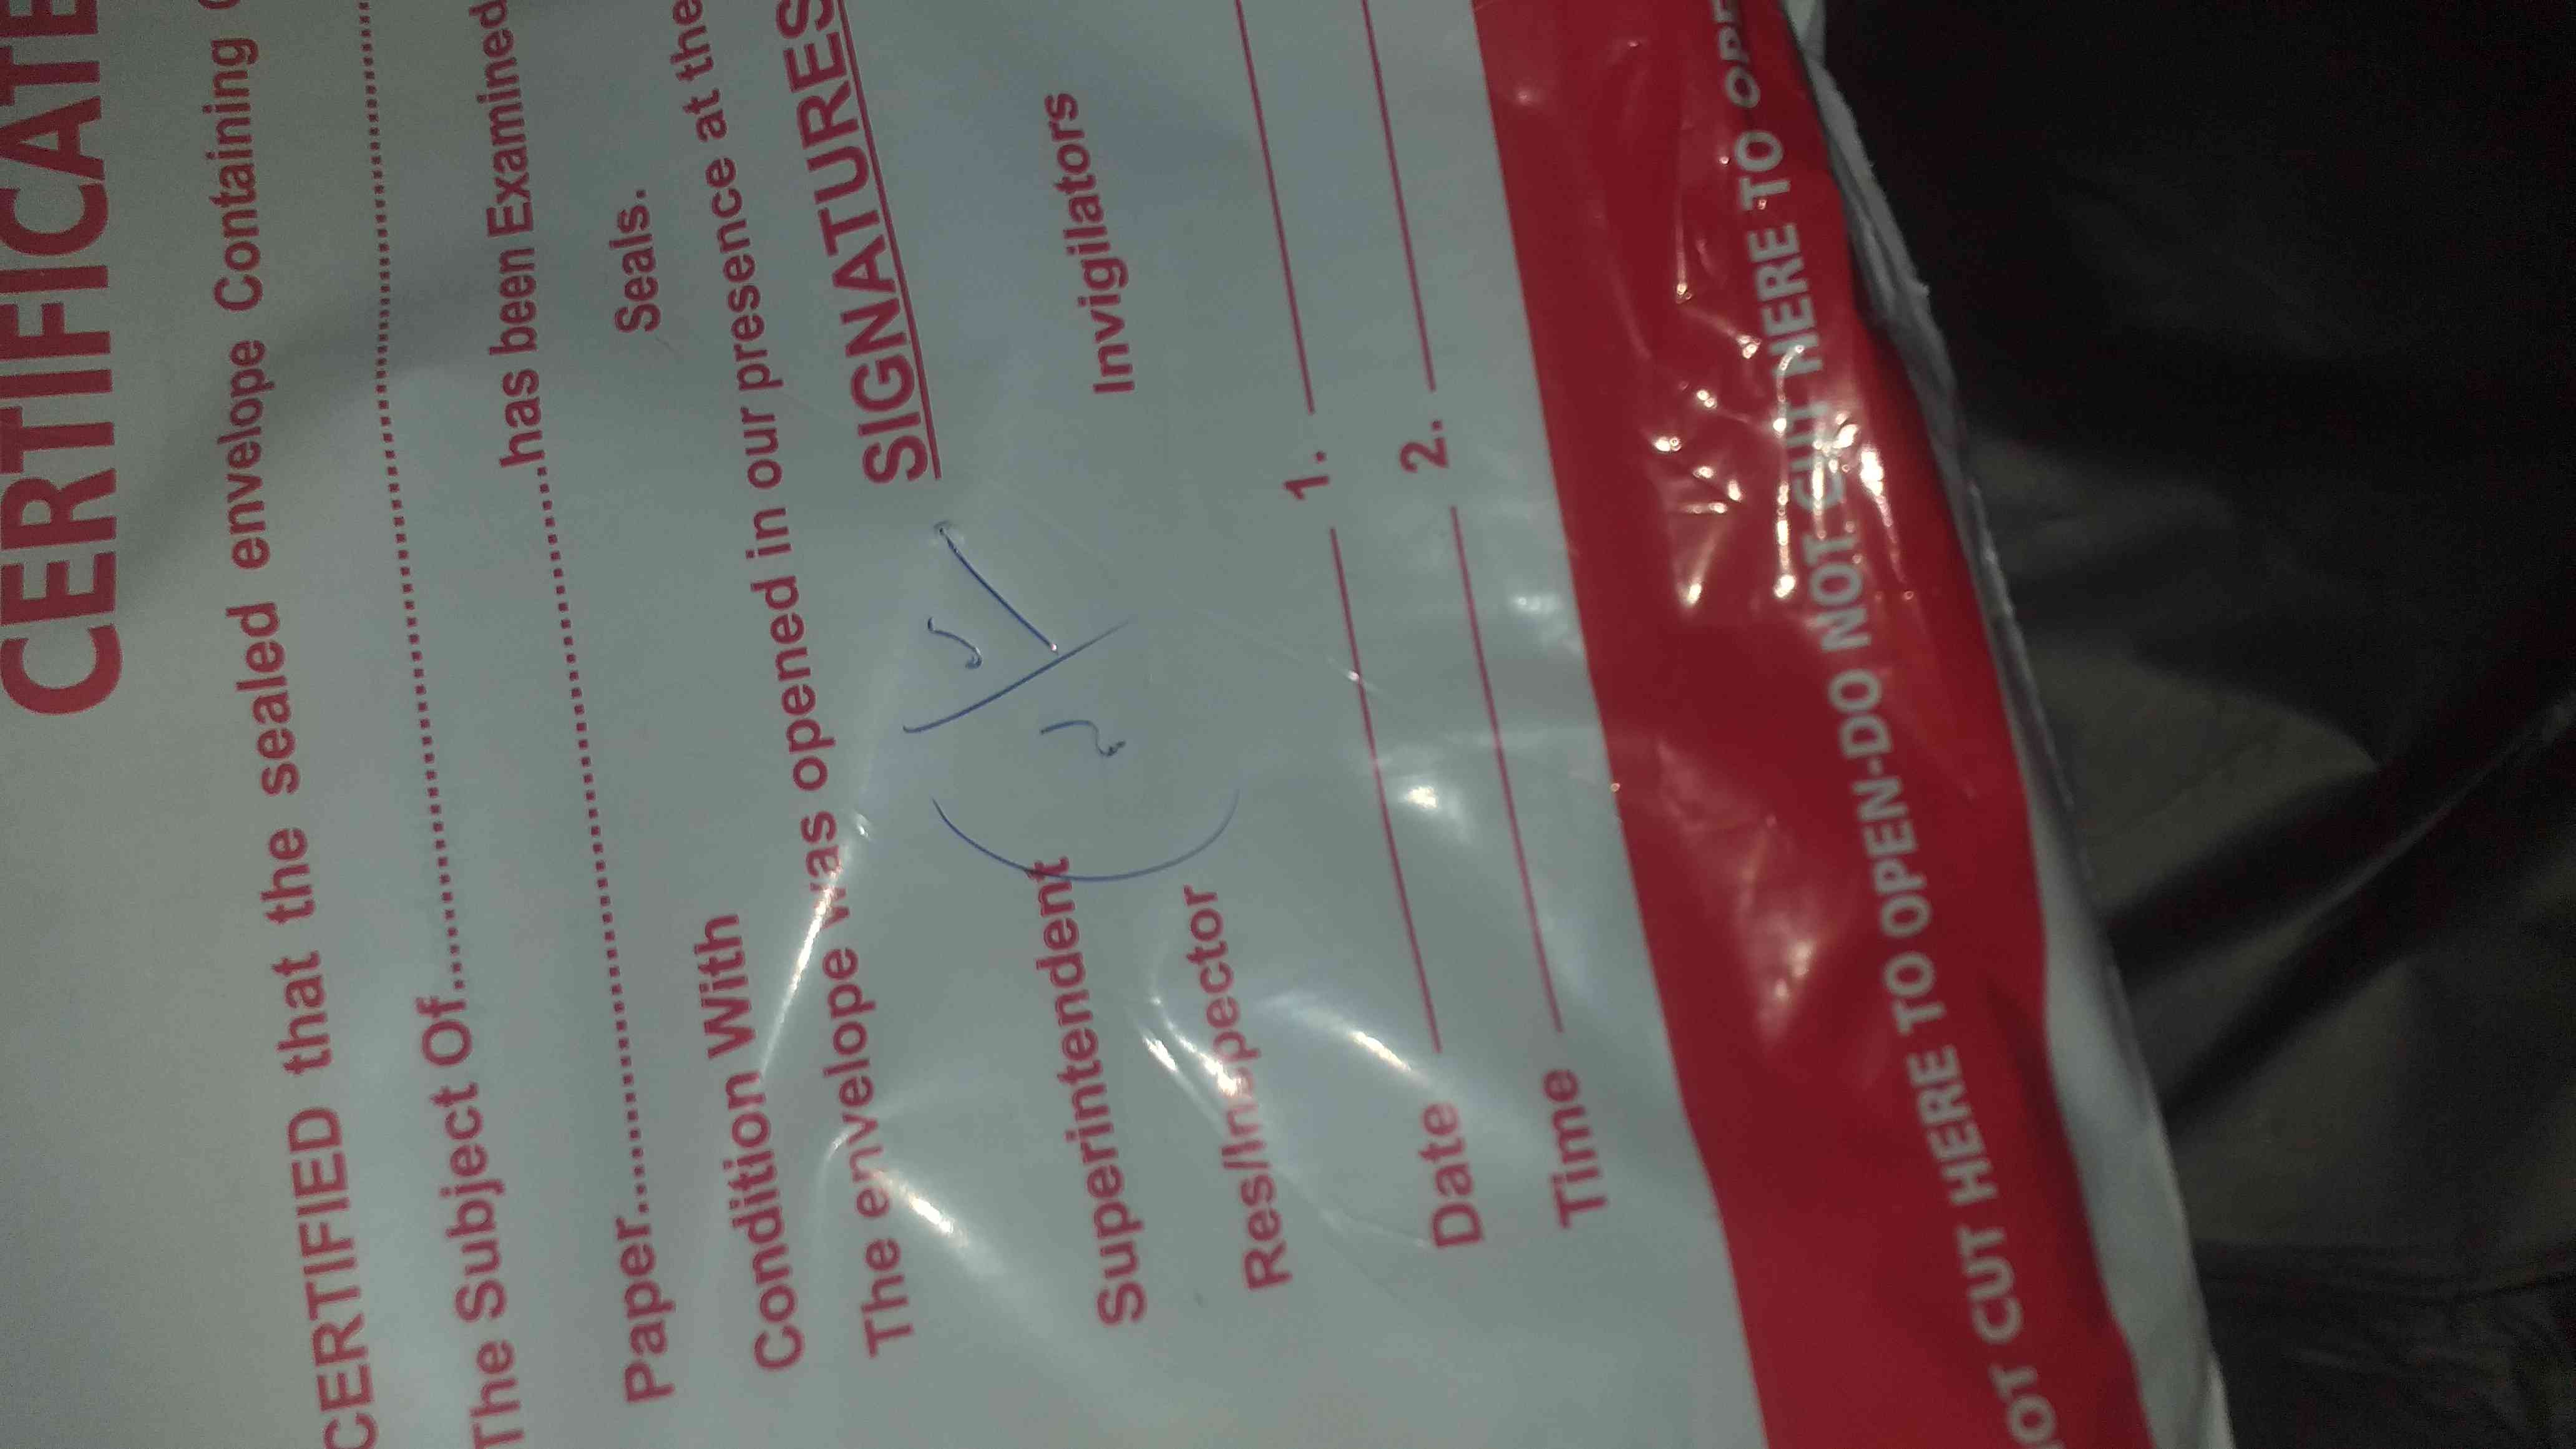 CERTIFICATE
CERTIFIED that the sealed envelope Containing
The Subject Of..........
..........has been Examined
Paper..........
Seals.
Condition With
The envelope was opened in our presence at the
SIGNATURES
Superintendent
Invigilators
Res/Inspector
1.
Date
2.
Time
NOT CUT HERE TO OPEN-DO NOT CUT HERE TO OPE